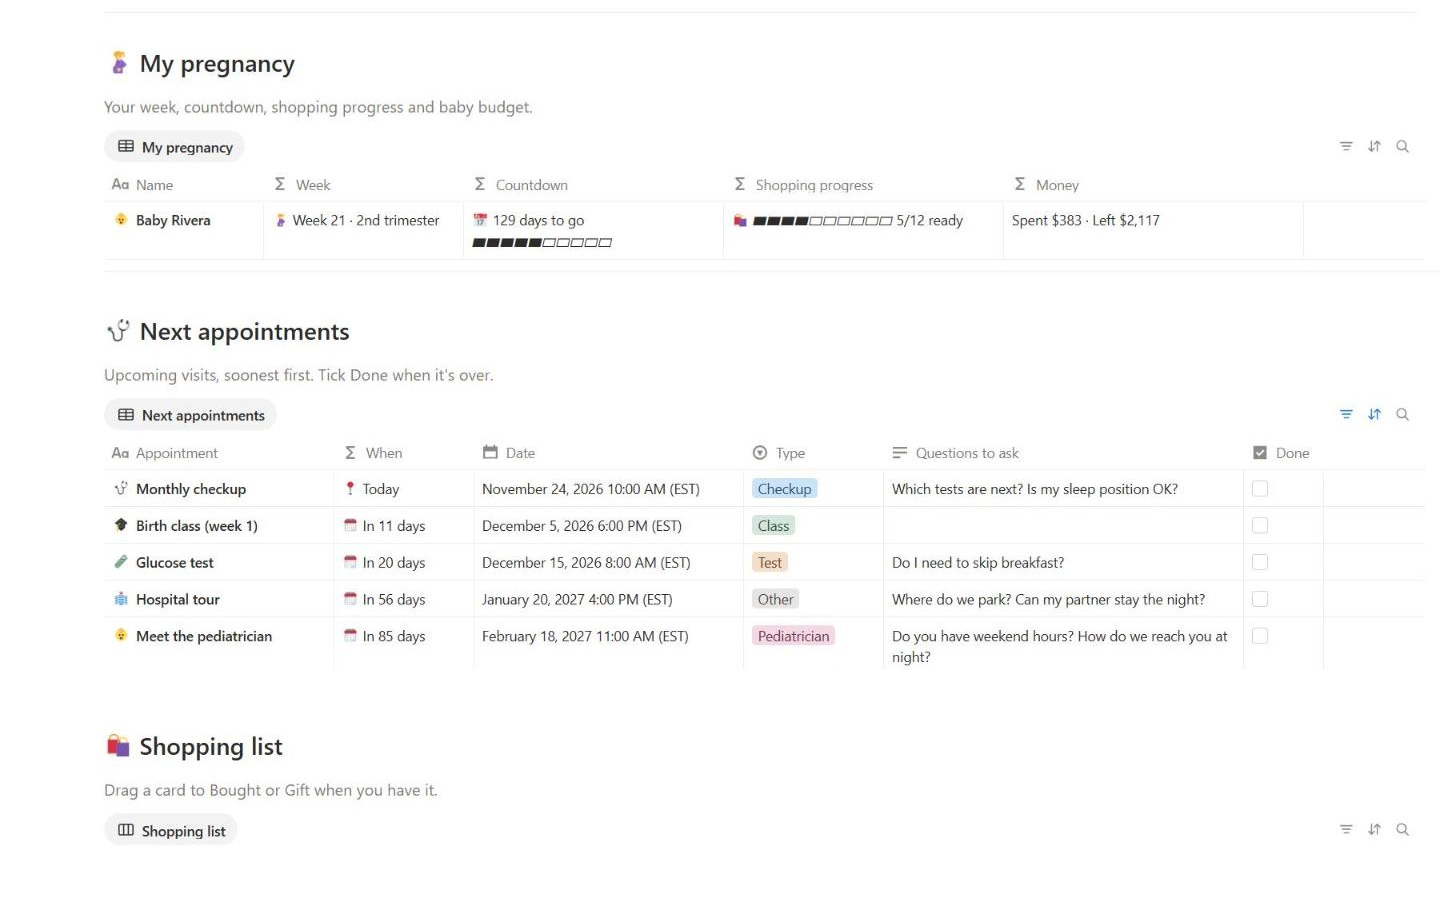 My pregnancy
Your week, countdown, shopping progress and baby budget.
My pregnancy
Aa Name Σ Week Σ Countdown Σ Shopping progress Σ Money
Baby Rivera Week 21 · 2nd trimester 129 days to go 5/12 ready Spent $383 · Left $2,117
Next appointments
Upcoming visits, soonest first. Tick Done when it's over.
Next appointments
Aa Appointment Σ When Date Type Questions to ask Done
Monthly checkup Today November 24, 2026 10:00 AM (EST) Checkup Which tests are next? Is my sleep position OK?
Birth class (week 1) In 11 days December 5, 2026 6:00 PM (EST) Class
Glucose test In 20 days December 15, 2026 8:00 AM (EST) Test Do I need to skip breakfast?
Hospital tour In 56 days January 20, 2027 4:00 PM (EST) Other Where do we park? Can my partner stay the night?
Meet the pediatrician In 85 days February 18, 2027 11:00 AM (EST) Pediatrician Do you have weekend hours? How do we reach you at
night?
Shopping list
Drag a card to Bought or Gift when you have it.
Shopping list